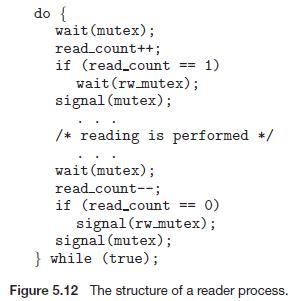 do {
wait(mutex);
read_count++;
if (read_count == 1)
wait(rw_mutex);
signal(mutex);
. . .
/* reading is performed */
. . .
wait(mutex);
read_count--;
if (read_count == 0)
signal(rw_mutex);
signal(mutex);
} while (true);
Figure 5.12 The structure of a reader process.